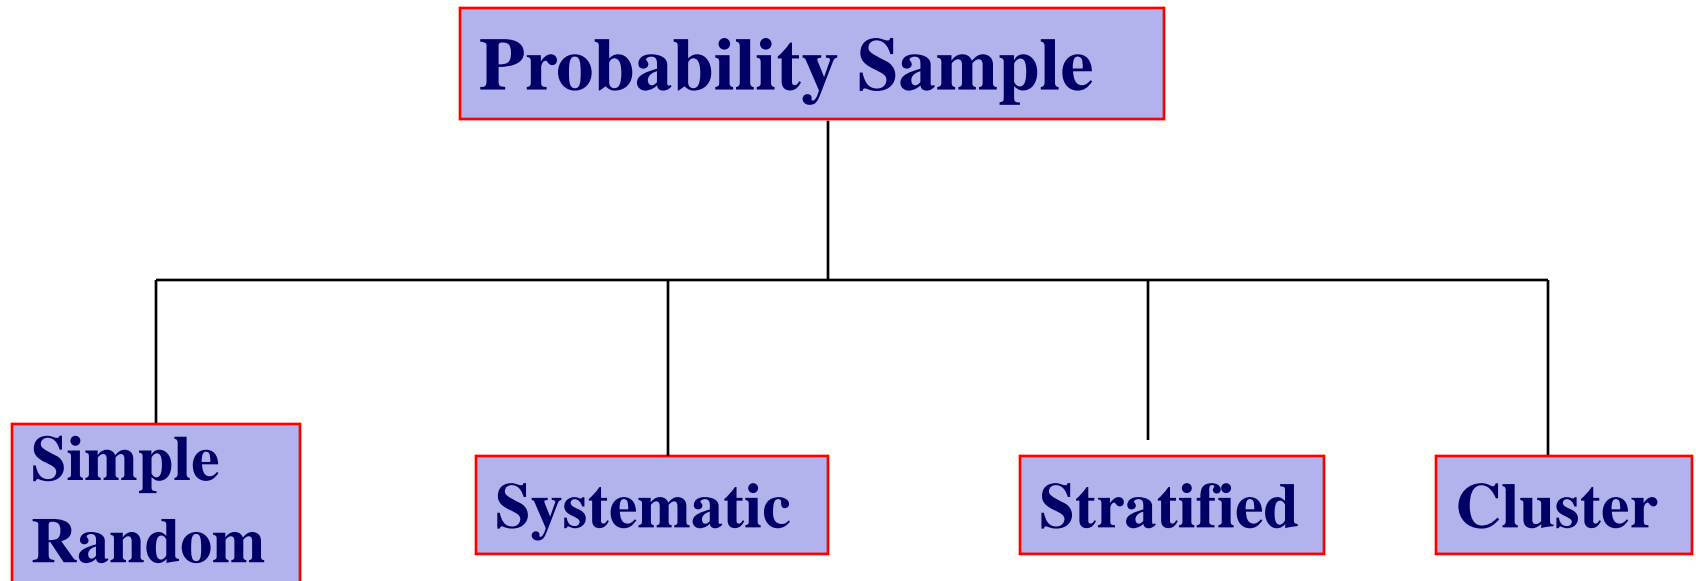 Probability Sample
Simple
Random
Systematic
Stratified
Cluster